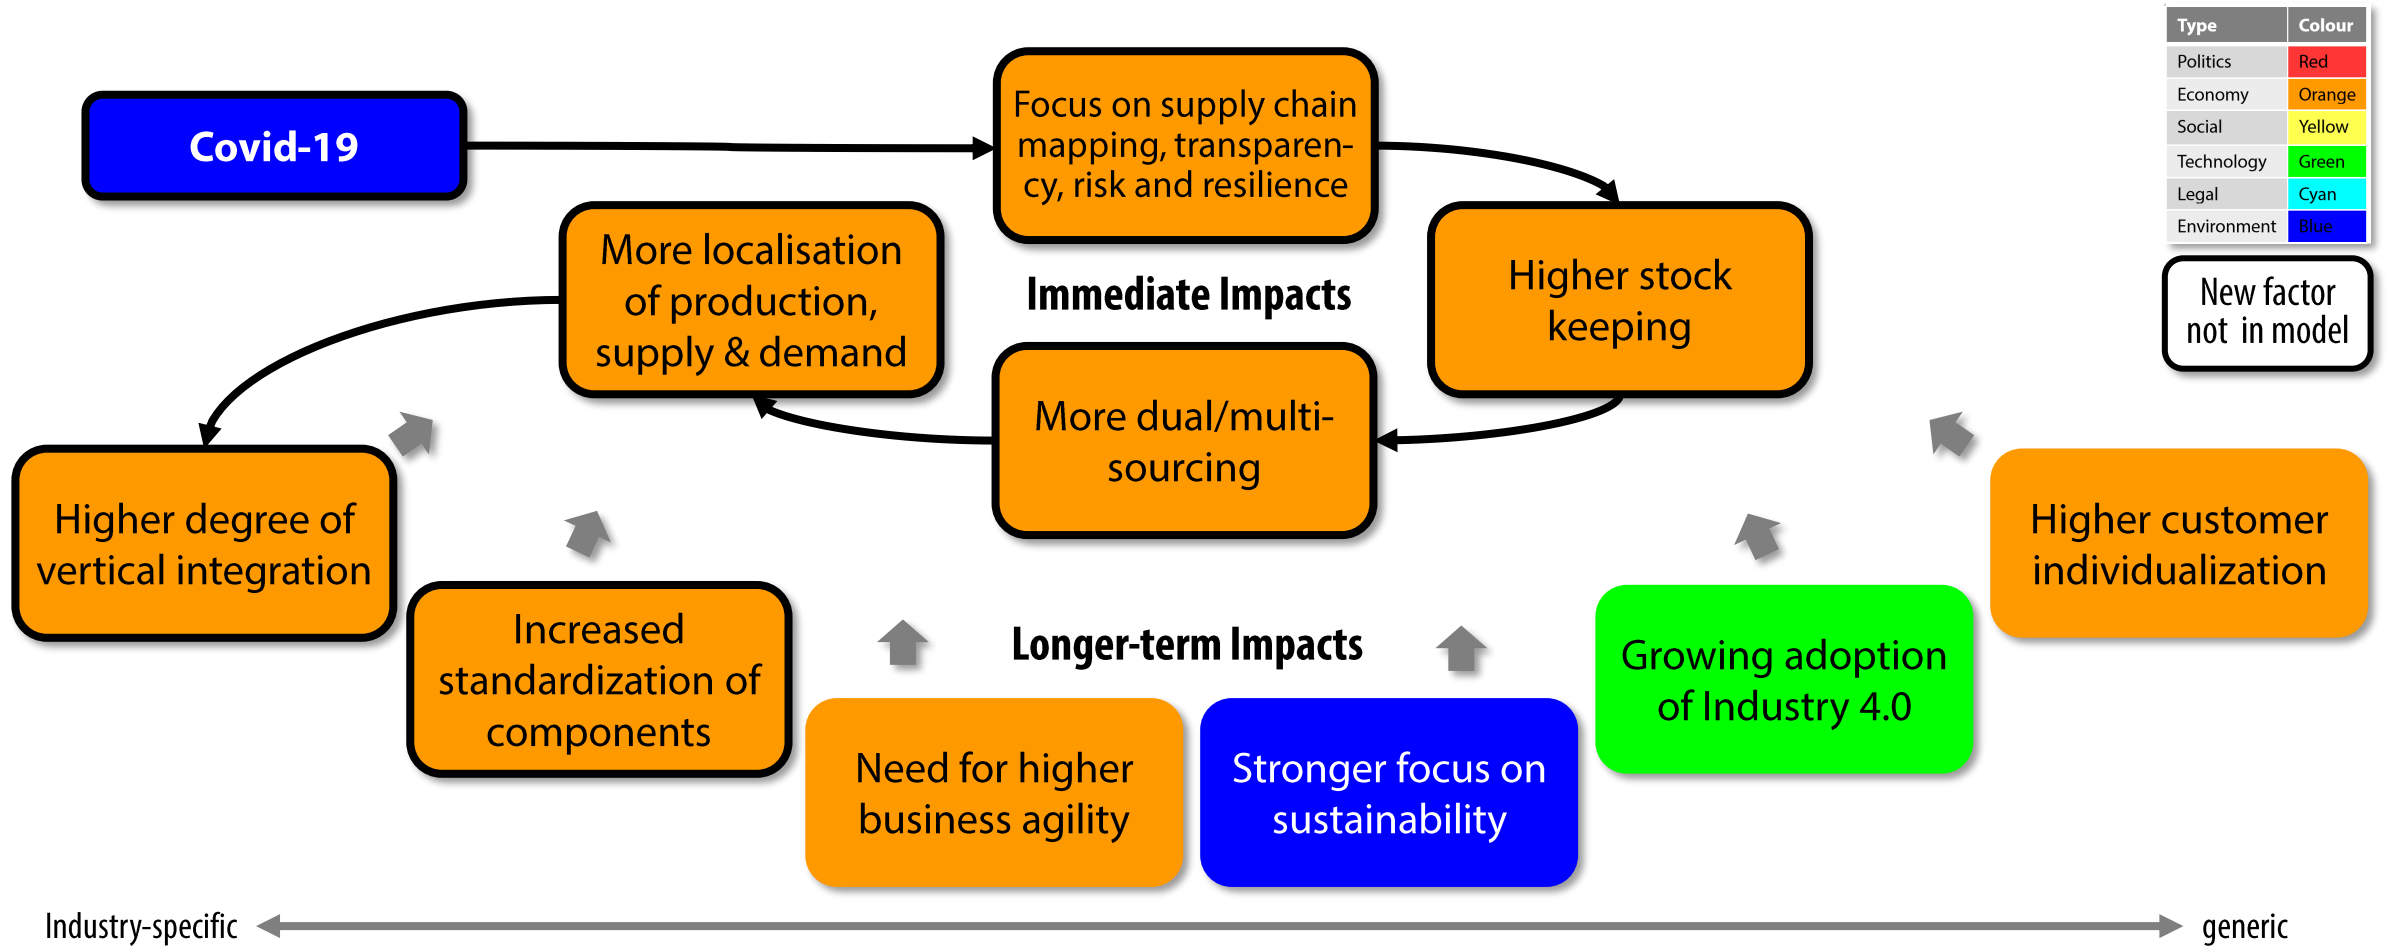 Type Colour
Politics Red
Economy Orange
Social Yellow
Technology Green
Legal Cyan
Environment Blue
New factor
not in model
Covid-19
Focus on supply chain
mapping, transparen-
cy, risk and resilience
More localisation
of production,
supply & demand
Immediate Impacts
Higher stock
keeping
More dual/multi-
sourcing
Higher degree of
vertical integration
Increased
standardization of
components
Longer-term Impacts
Need for higher
business agility
Stronger focus on
sustainability
Growing adoption
of Industry 4.0
Higher customer
individualization
Industry-specific
generic